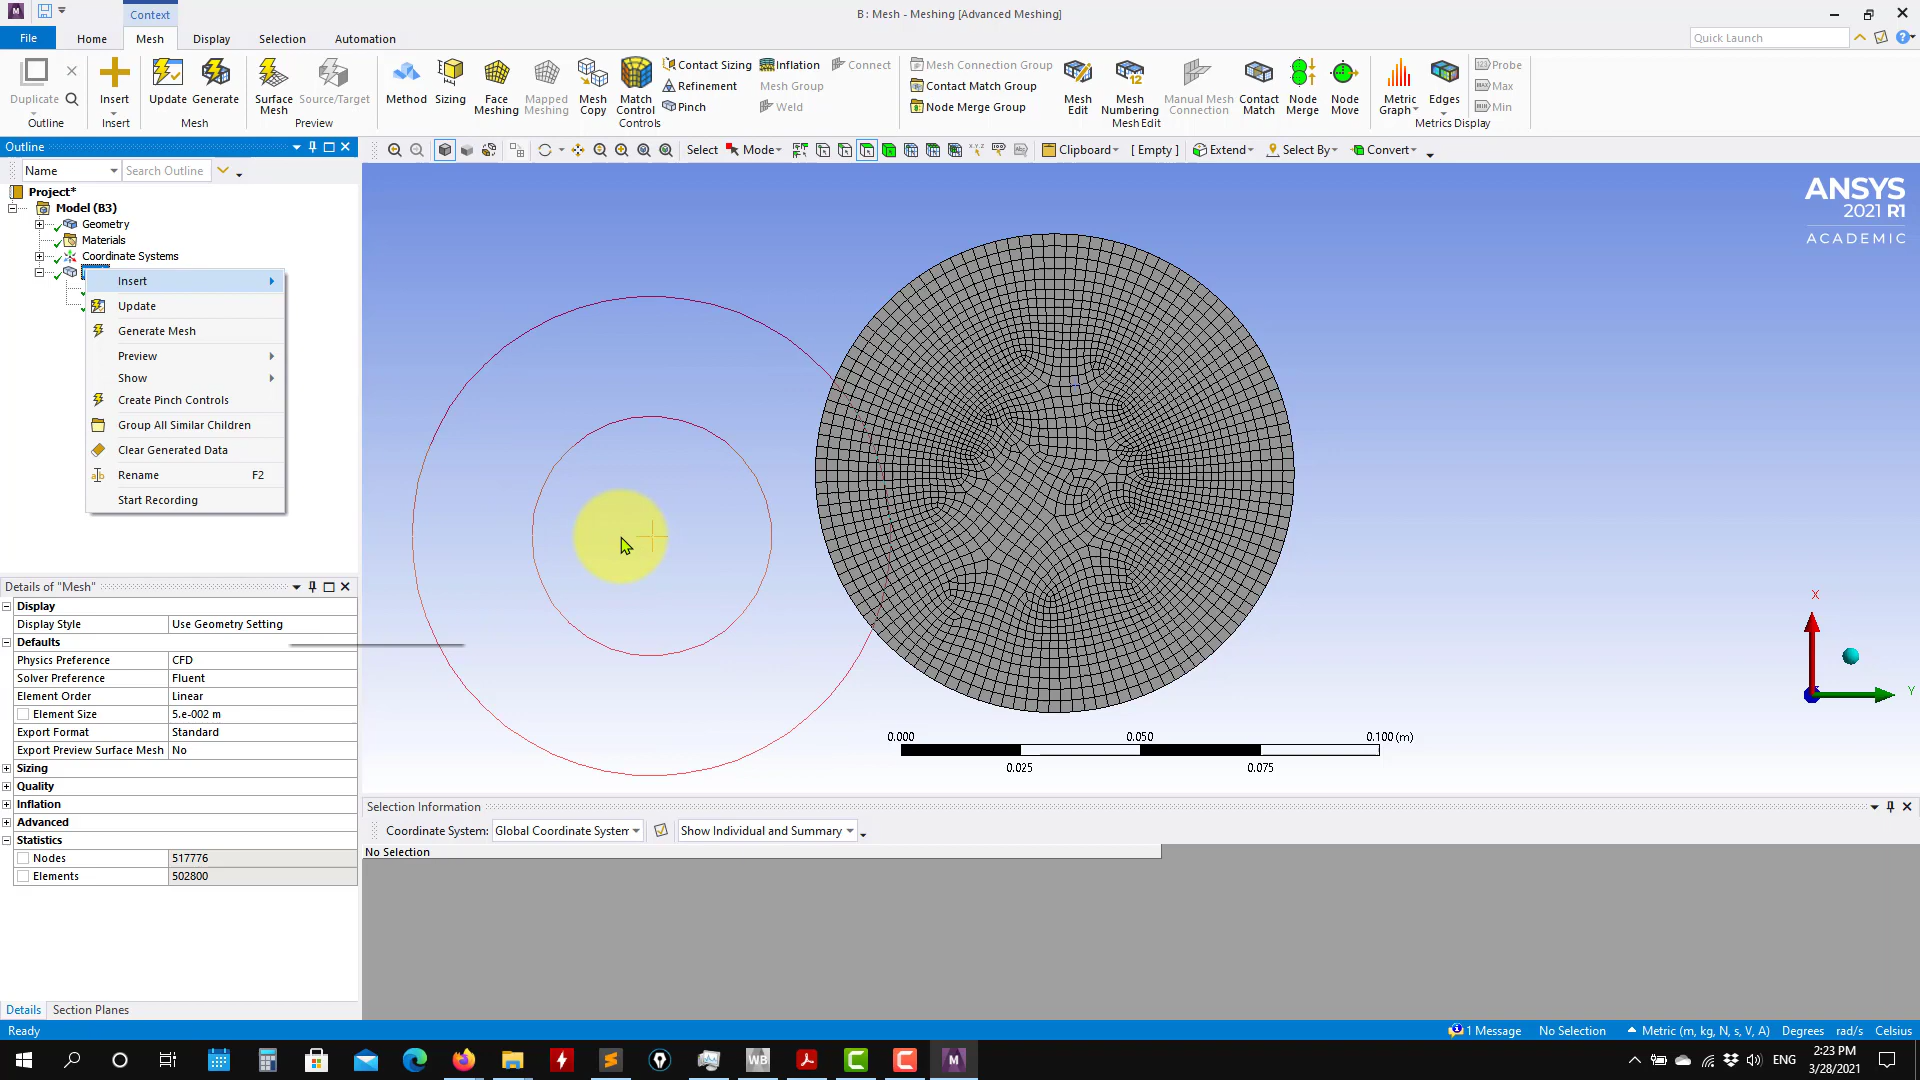 Context
B : Mesh - Meshing [Advanced Meshing]
File
Home
Mesh
Display
Selection
Automation
Quick Launch
Duplicate
Outline
Insert
Insert
Update
Generate
Mesh
Surface Mesh
Source/Target
Preview
Method
Sizing
Face Meshing
Mapped Meshing
Mesh Copy
Match Control
Contact Sizing
Refinement
Pinch
Inflation
Mesh Group
Weld
Connect
Controls
Mesh Connection Group
Contact Match Group
Node Merge Group
Mesh Edit
Mesh Numbering
Manual Mesh Connection
Contact Match
Node Merge
Node Move
Mesh Edit
Metric Graph
Edges
Probe
Max
Min
Metrics Display
Outline
Name
Search Outline
Select
Mode
Clipboard
[ Empty ]
Extend
Select By
Convert
Project*
Model (B3)
Geometry
Materials
Coordinate Systems
Insert
Update
Generate Mesh
Preview
Show
Create Pinch Controls
Group All Similar Children
Clear Generated Data
Rename F2
Start Recording
ANSYS
2021 R1
ACADEMIC
X
Y
0.000
0.050
0.100 (m)
0.025
0.075
Details of "Mesh"
Display
Display Style Use Geometry Setting
Defaults
Physics Preference CFD
Solver Preference Fluent
Element Order Linear
Element Size 5.e-002 m
Export Format Standard
Export Preview Surface Mesh No
Sizing
Quality
Inflation
Advanced
Statistics
Nodes 517776
Elements 502800
Selection Information
Coordinate System: Global Coordinate System
Show Individual and Summary
No Selection
Details
Section Planes
Ready
1 Message
No Selection
Metric (m, kg, N, s, V, A)
Degrees
rad/s
Celsius
WB
M
ENG
2:23 PM
3/28/2021